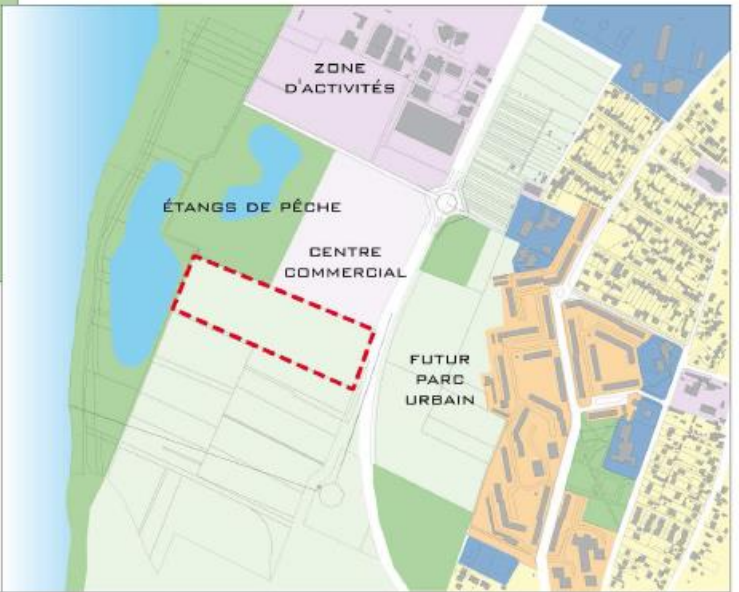 ZONE
D'ACTIVITÉS
ÉTANGS DE PÊCHE
CENTRE
COMMERCIAL
FUTUR
PARC
URBAIN